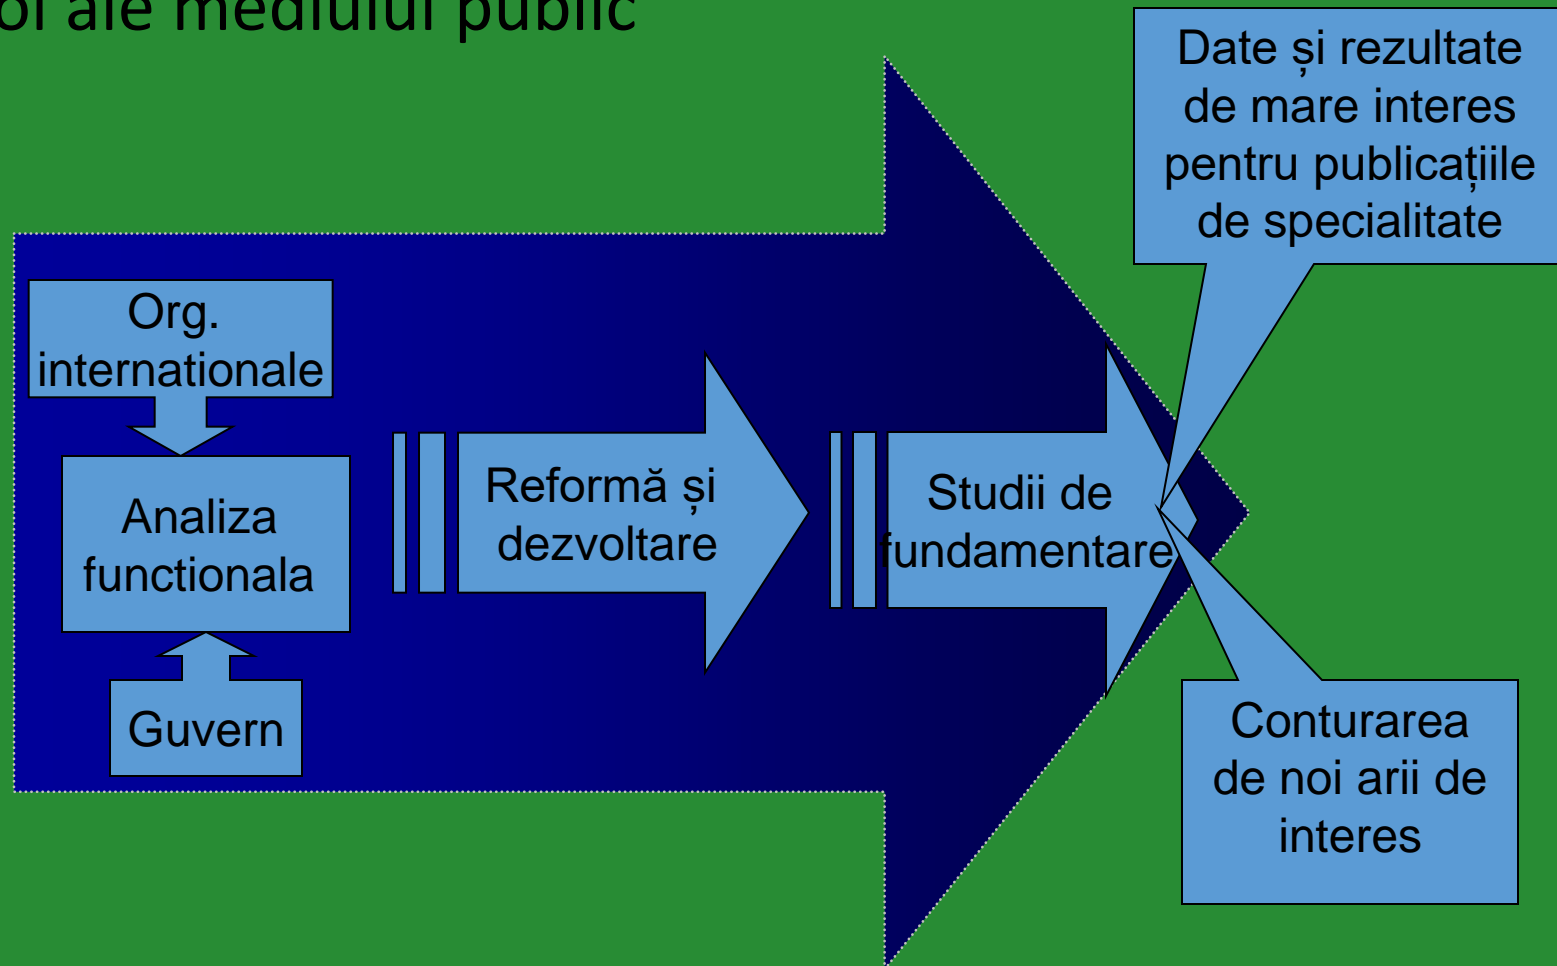 ale mediului public
Date și rezultate
de mare interes
pentru publicațiile
de specialitate
Org.
internationale
Analiza
functionala
Guvern
Reformă și
dezvoltare
Studii de
fundamentare
Conturarea
de noi arii de
interes